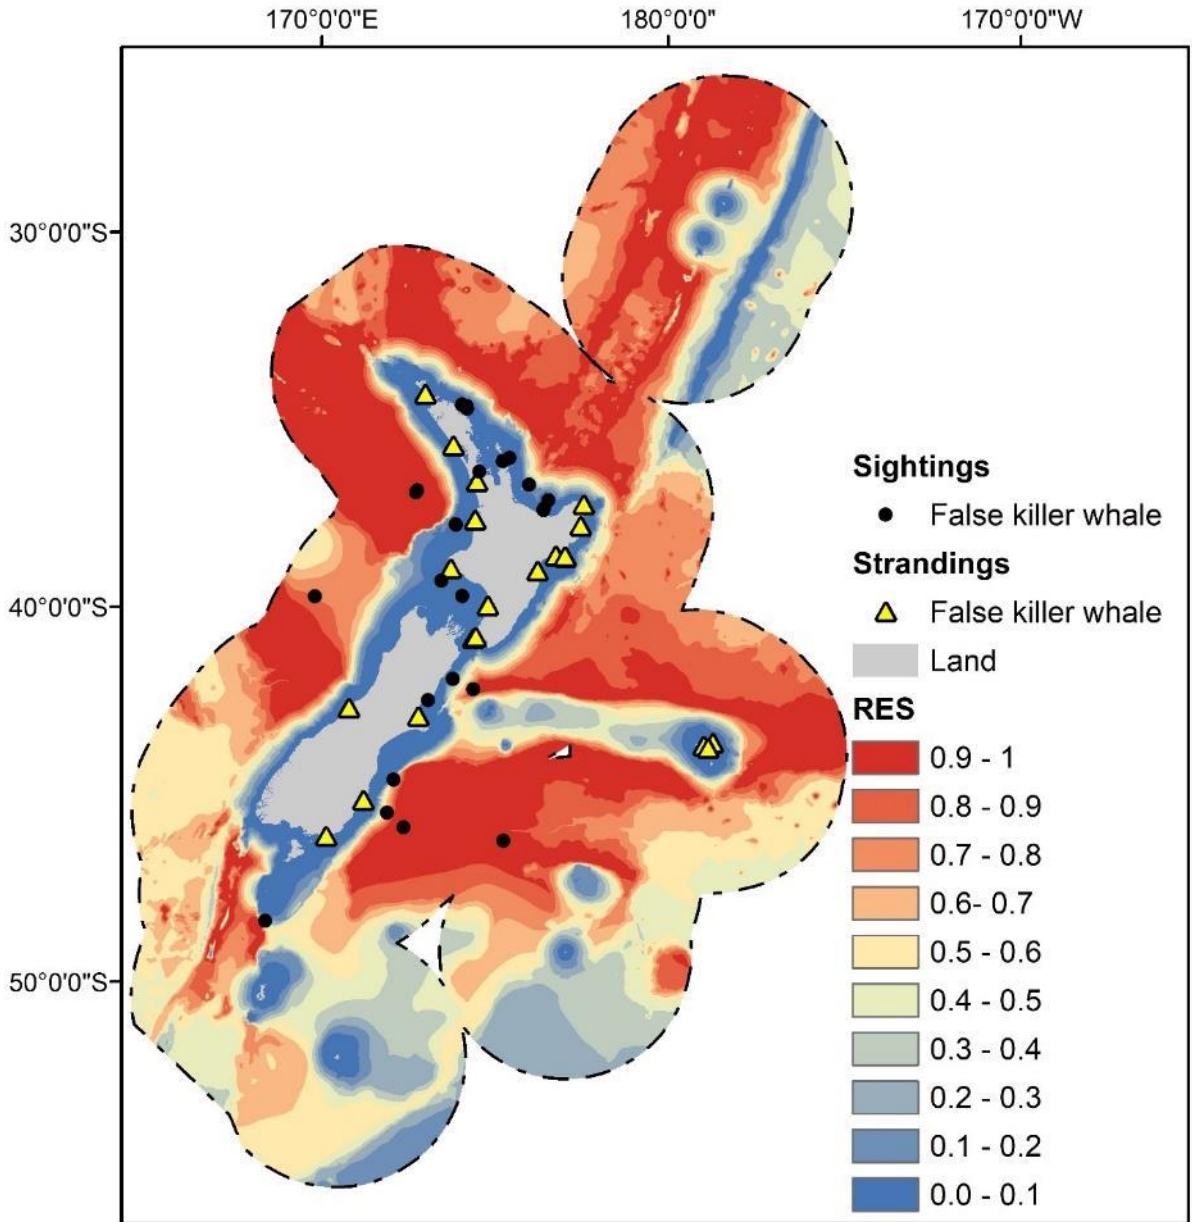 170°0'0"E
180°0'0"
170°0'0"W
30°0'0"S
40°0'0"S
50°0'0"S
Sightings
False killer whale
Strandings
False killer whale
Land
RES
0.9 - 1
0.8 - 0.9
0.7 - 0.8
0.6- 0.7
0.5 - 0.6
0.4 - 0.5
0.3 - 0.4
0.2 - 0.3
0.1 - 0.2
0.0 - 0.1